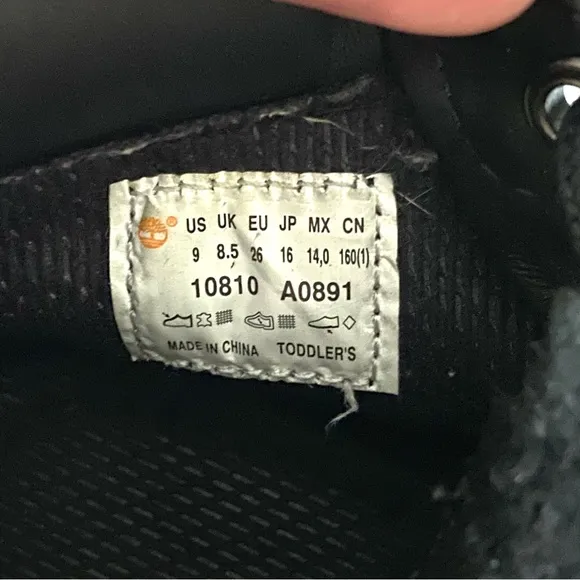 ® US UK EU JP MX CN
9 8.5 26 16 14,0 160(1)
10810 A0891
MADE IN CHINA TODDLER'S